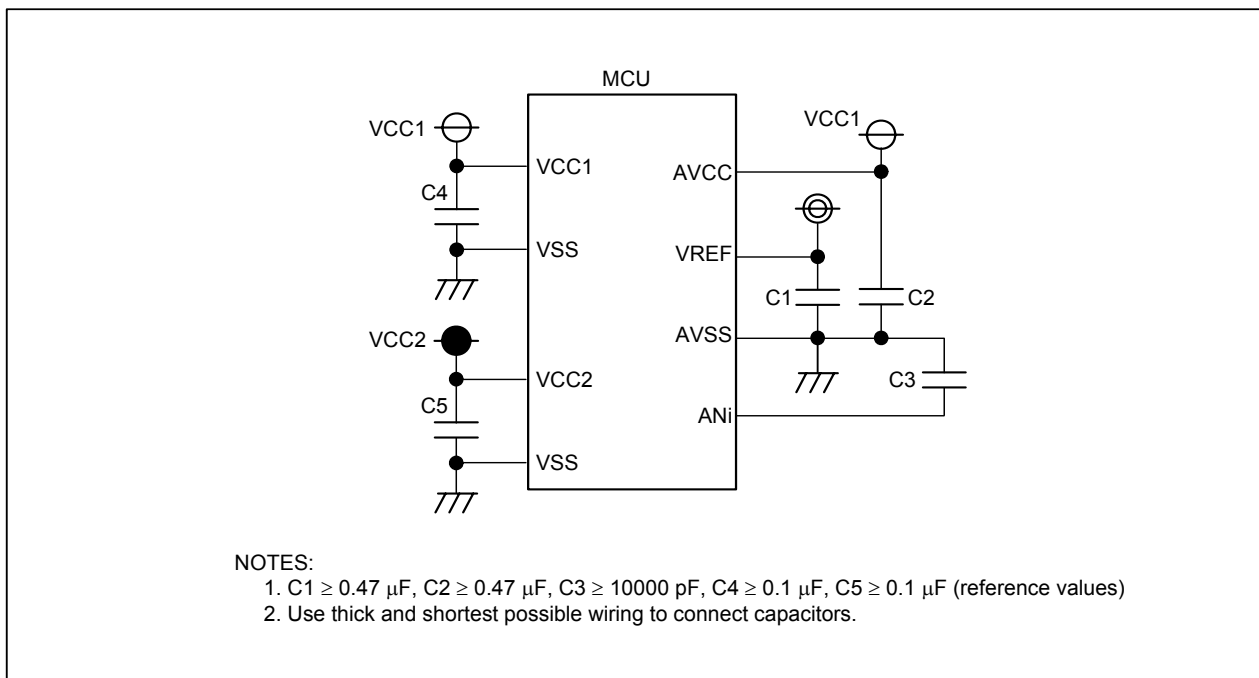 MCU
VCC1
VCC1
VCC1
AVCC
C4
VSS
VREF
C1
C2
VCC2
AVSS
VCC2
C3
C5
ANi
VSS
NOTES:
1. C1 ≥ 0.47 μF, C2 ≥ 0.47 μF, C3 ≥ 10000 pF, C4 ≥ 0.1 μF, C5 ≥ 0.1 μF (reference values)
2. Use thick and shortest possible wiring to connect capacitors.